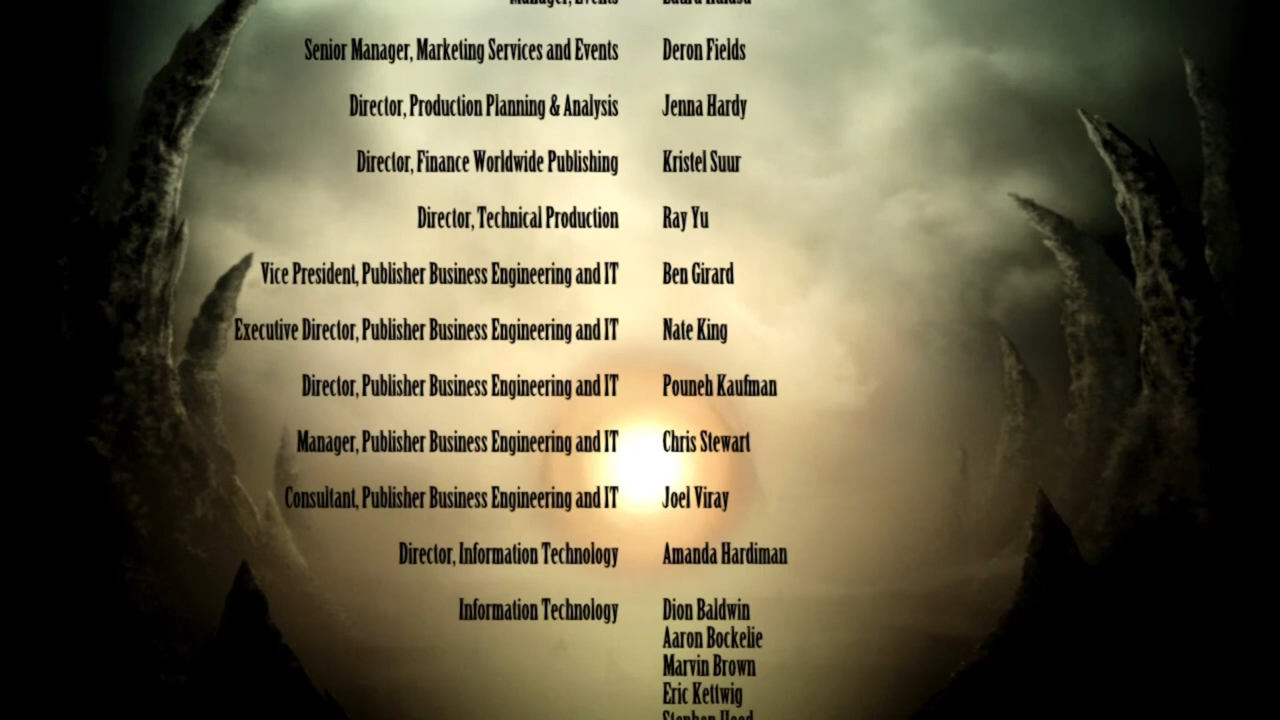 Manager, Events Laura Halasa
Senior Manager, Marketing Services and Events Deron Fields
Director, Production Planning & Analysis Jenna Hardy
Director, Finance Worldwide Publishing Kristel Suur
Director, Technical Production Ray Yu
Vice President, Publisher Business Engineering and IT Ben Girard
Executive Director, Publisher Business Engineering and IT Nate King
Director, Publisher Business Engineering and IT Pouneh Kaufman
Manager, Publisher Business Engineering and IT Chris Stewart
Consultant, Publisher Business Engineering and IT Joel Viray
Director, Information Technology Amanda Hardiman
Information Technology Dion Baldwin
Aaron Bockelie
Marvin Brown
Eric Kettwig